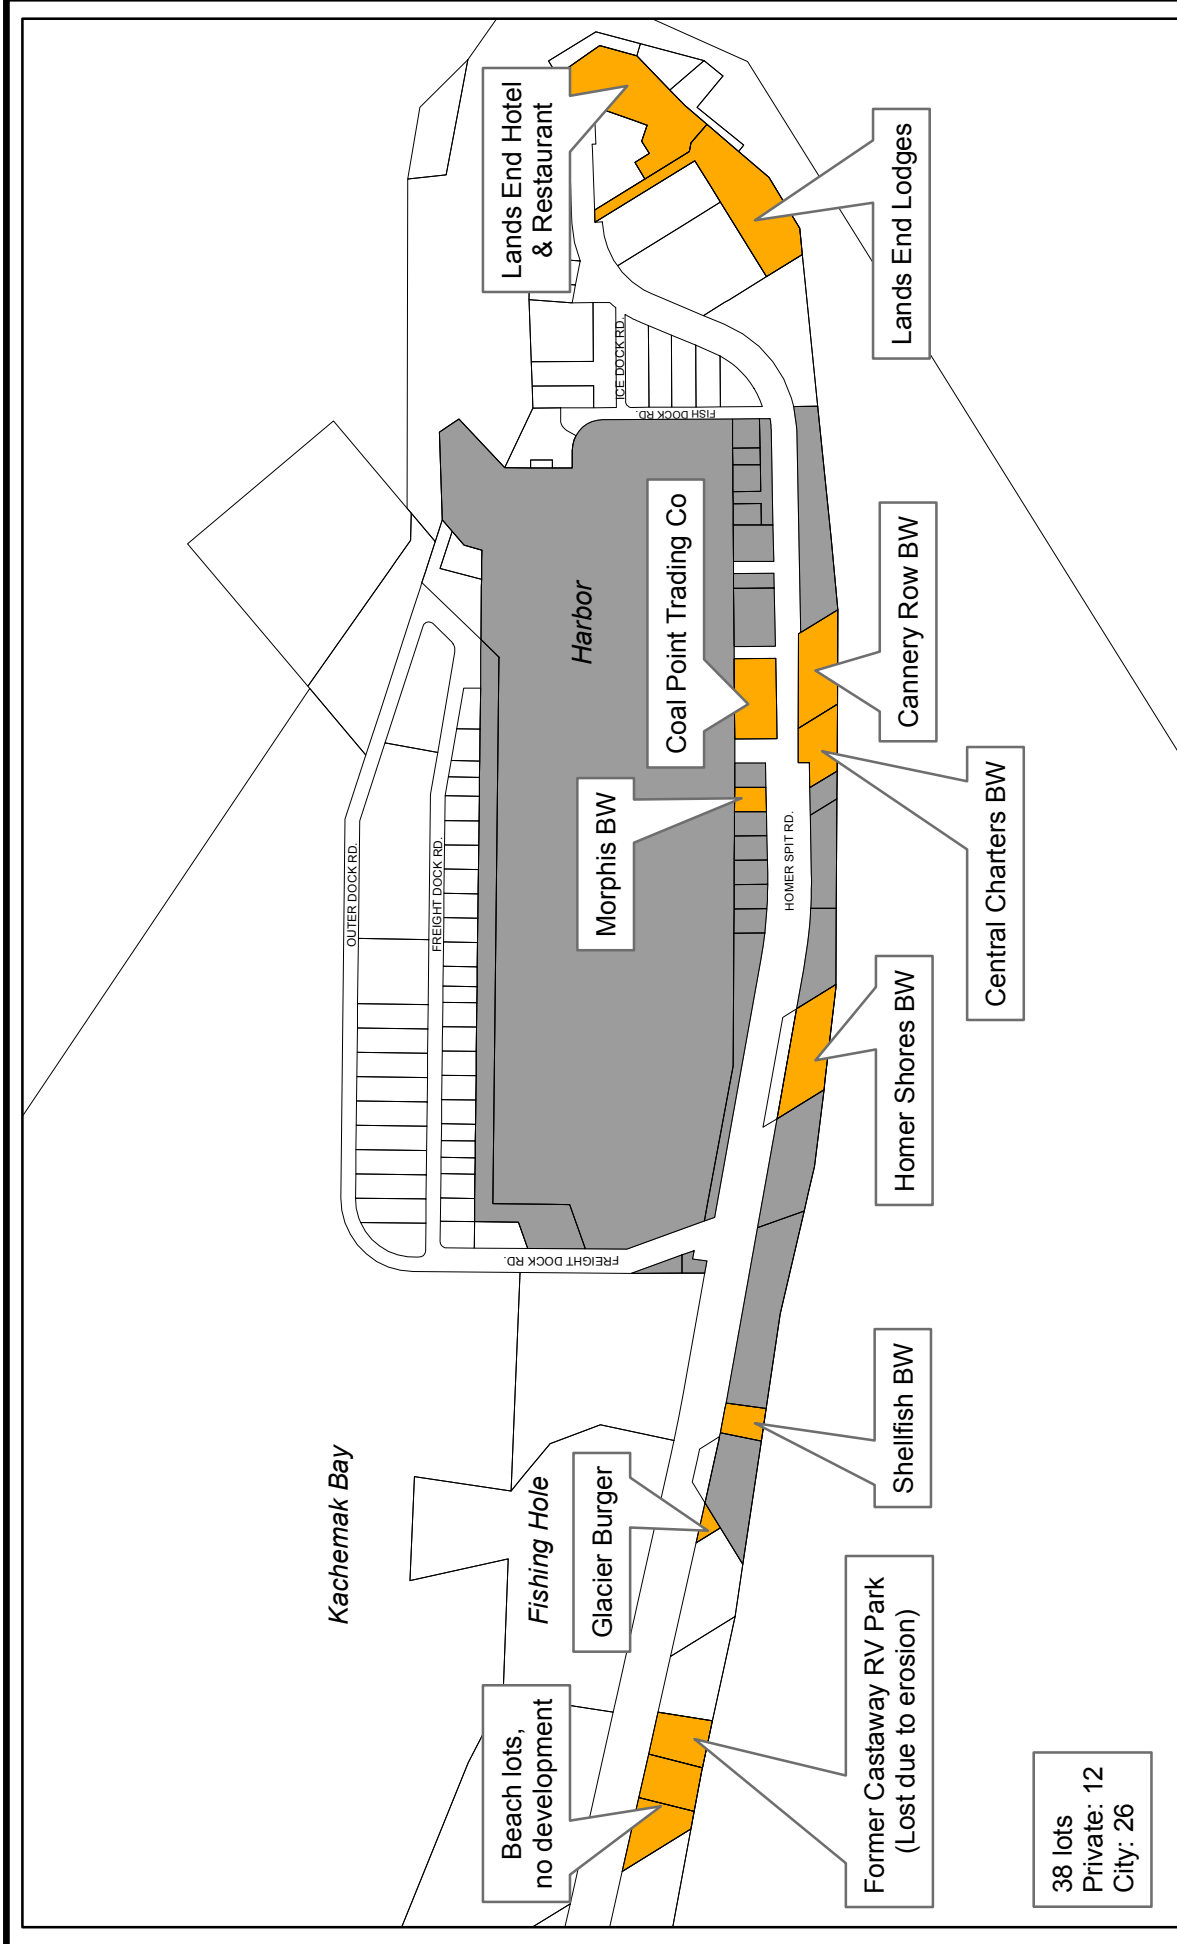 Kachemak Bay
Fishing Hole
Harbor
OUTER DOCK RD.
FREIGHT DOCK RD.
FREIGHT DOCK RD.
ICE DOCK RD.
FISH DOCK RD.
HOMER SPIT RD.
Beach lots,
no development
Glacier Burger
Morphis BW
Coal Point Trading Co
Lands End Hotel
& Restaurant
Former Castaway RV Park
(Lost due to erosion)
Shellfish BW
Homer Shores BW
Central Charters BW
Cannery Row BW
Lands End Lodges
38 lots
Private: 12
City: 26